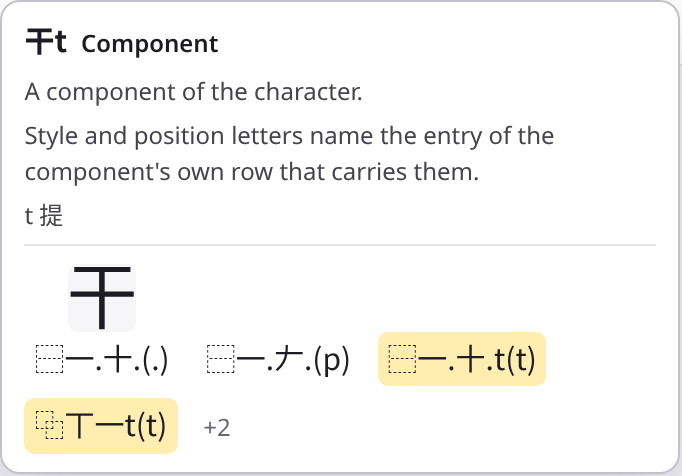 干t Component
A component of the character.
Style and position letters name the entry of the
component's own row that carries them.
t 提
干
⿱一.十.(.) ⿱一.𠂇.(p) ⿱一.十.t(t)
⿻丅一t(t) +2